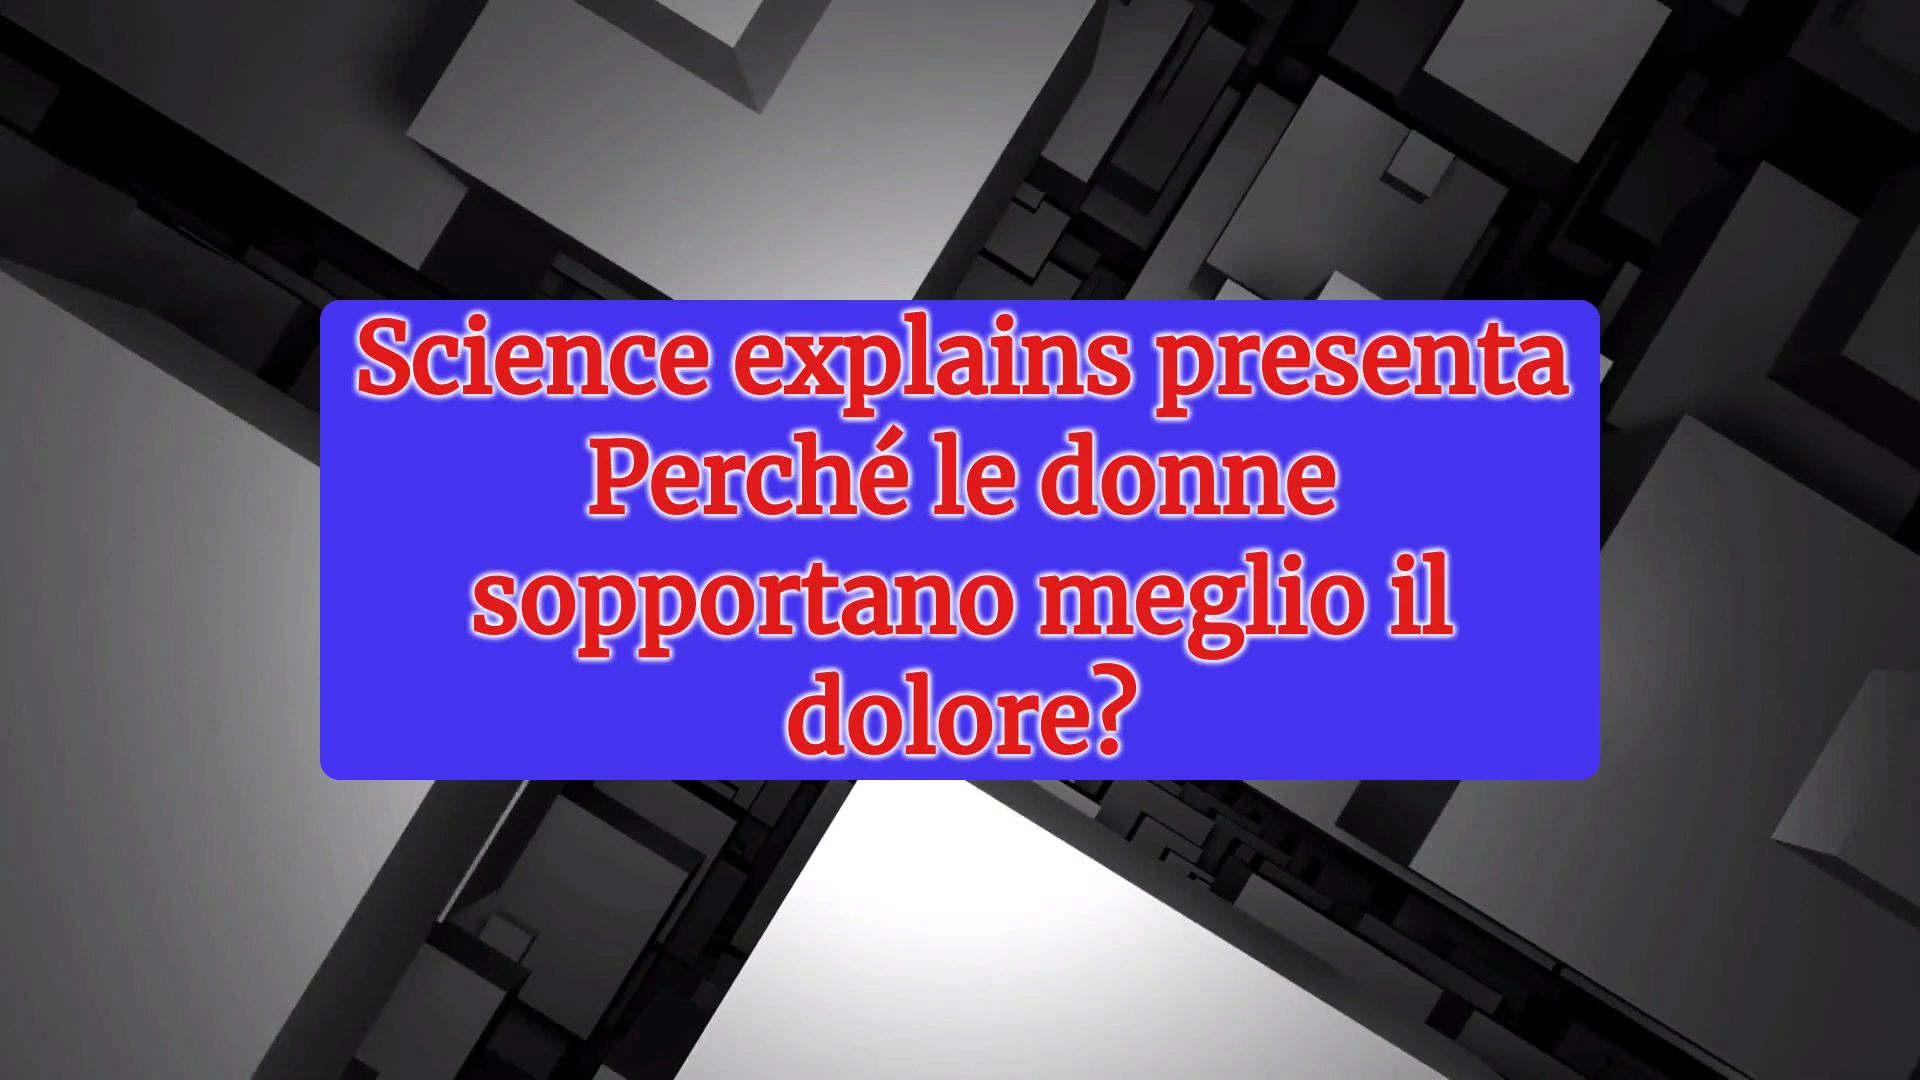 Science explains presenta
Perché le donne
sopportano meglio il
dolore?